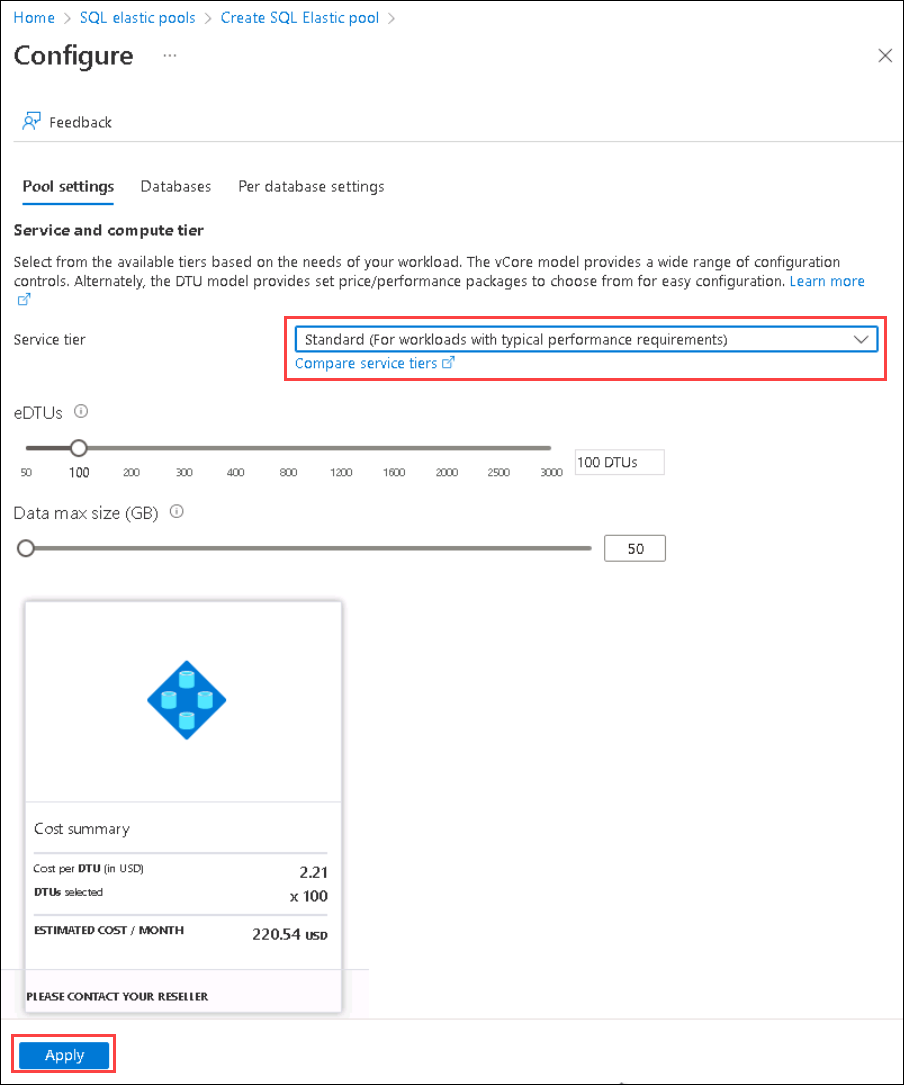 Home > SQL elastic pools > Create SQL Elastic pool >
Configure ...
Feedback
Pool settings Databases Per database settings
Service and compute tier
Select from the available tiers based on the needs of your workload. The vCore model provides a wide range of configuration
controls. Alternately, the DTU model provides set price/performance packages to choose from for easy configuration. Learn more
Service tier Standard (For workloads with typical performance requirements)
Compare service tiers
eDTUs
50 100 200 300 400 800 1200 1600 2000 2500 3000 100 DTUs
Data max size (GB)
50
Cost summary
Cost per DTU (in USD) 2.21
DTUs selected x 100
ESTIMATED COST / MONTH 220.54 USD
PLEASE CONTACT YOUR RESELLER
Apply